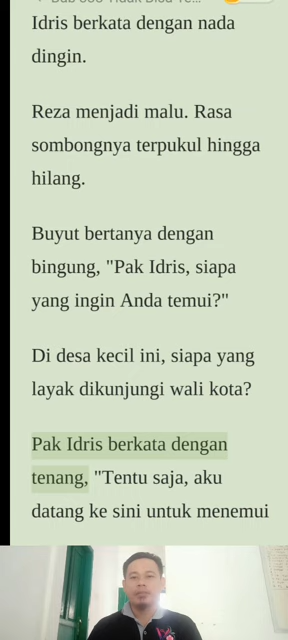 Idris berkata dengan nada
dingin.
Reza menjadi malu. Rasa
sombongnya terpukul hingga
hilang.
Buyut bertanya dengan
bingung, "Pak Idris, siapa
yang ingin Anda temui?"
Di desa kecil ini, siapa yang
layak dikunjungi wali kota?
Pak Idris berkata dengan
tenang, "Tentu saja, aku
datang ke sini untuk menemui